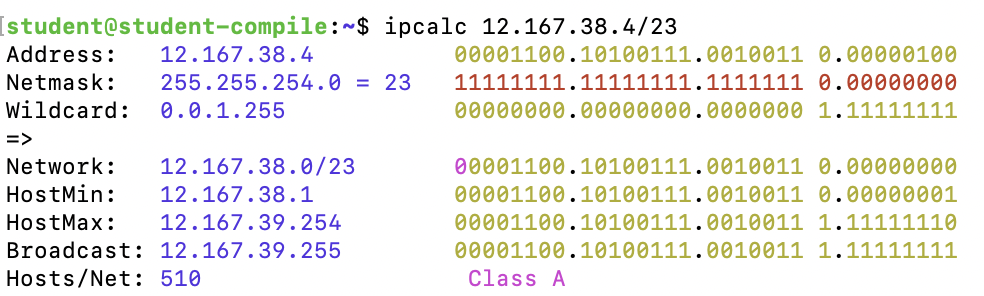 [student@student-compile:~$ ipcalc 12.167.38.4/23
Address:   12.167.38.4          00001100.10100111.0010011 0.00000100
Netmask:   255.255.254.0 = 23   11111111.11111111.1111111 0.00000000
Wildcard:  0.0.1.255            00000000.00000000.0000000 1.11111111
=>
Network:   12.167.38.0/23       00001100.10100111.0010011 0.00000000
HostMin:   12.167.38.1          00001100.10100111.0010011 0.00000001
HostMax:   12.167.39.254        00001100.10100111.0010011 1.11111110
Broadcast: 12.167.39.255        00001100.10100111.0010011 1.11111111
Hosts/Net: 510                   Class A